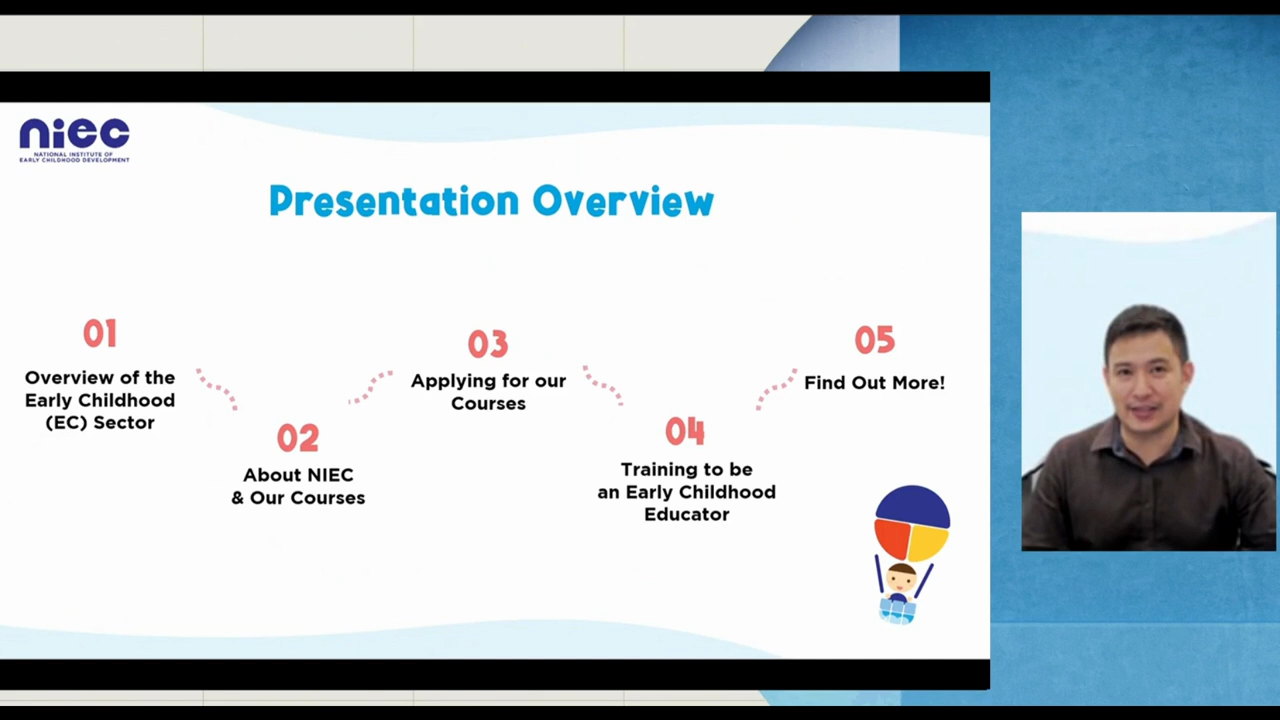 niec
NATIONAL INSTITUTE OF
EARLY CHILDHOOD DEVELOPMENT
Presentation Overview
01
Overview of the
Early Childhood
(EC) Sector
02
About NIEC
& Our Courses
03
Applying for our
Courses
04
Training to be
an Early Childhood
Educator
05
Find Out More!